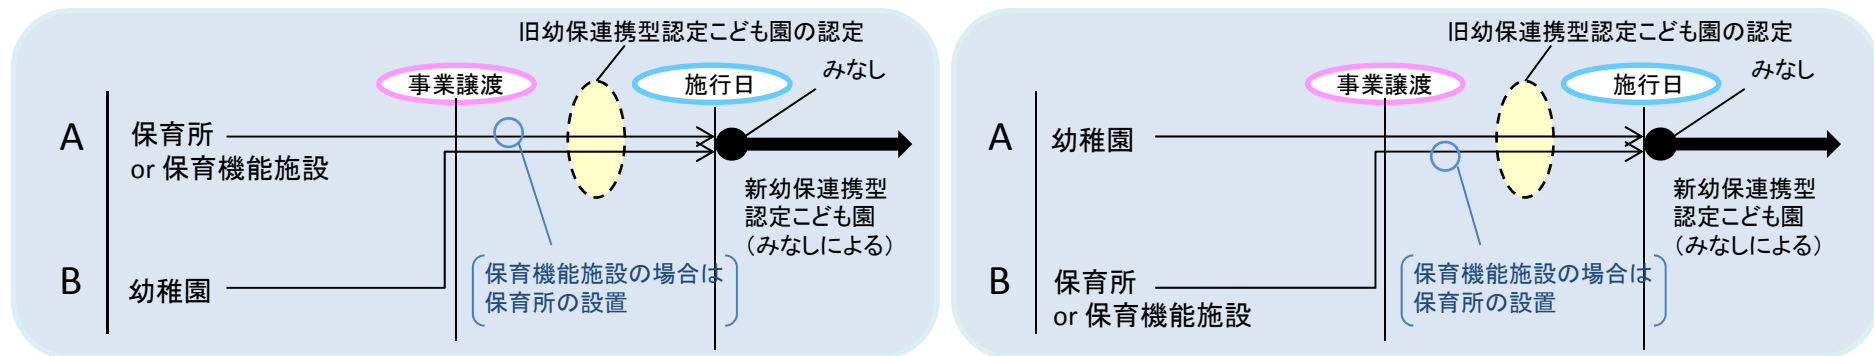 旧幼保連携型認定こども園の認定
みなし
事業譲渡
施行日
A
保育所
or 保育機能施設
新幼保連携型
認定こども園
（みなしによる）
B
幼稚園
保育機能施設の場合は
保育所の設置
旧幼保連携型認定こども園の認定
みなし
事業譲渡
施行日
A
幼稚園
新幼保連携型
認定こども園
（みなしによる）
B
保育所
or 保育機能施設
保育機能施設の場合は
保育所の設置